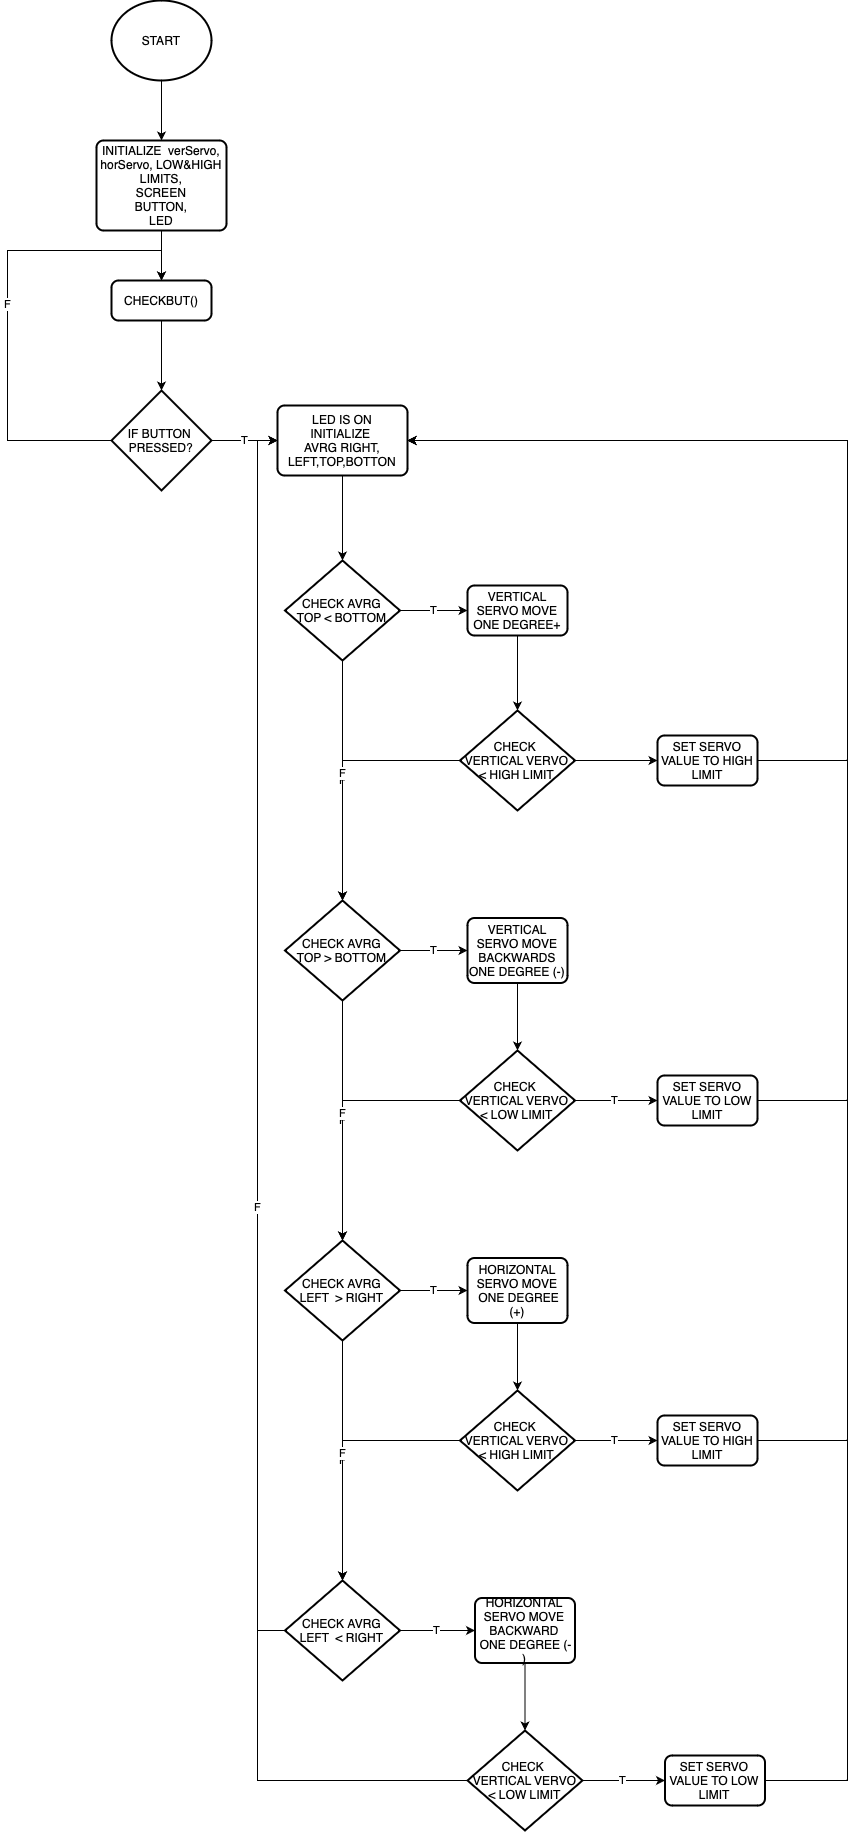 START
INITIALIZE verServo,
horServo, LOW&HIGH
LIMITS,
SCREEN
BUTTON,
LED
F
CHECKBUT()
IF BUTTON
PRESSED?
T
LED IS ON
INITIALIZE
AVRG RIGHT,
LEFT,TOP,BOTTON
CHECK AVRG
TOP < BOTTOM
T
VERTICAL
SERVO MOVE
ONE DEGREE+
CHECK
VERTICAL VERVO
< HIGH LIMIT
SET SERVO
VALUE TO HIGH
LIMIT
F
CHECK AVRG
TOP > BOTTOM
T
VERTICAL
SERVO MOVE
BACKWARDS
ONE DEGREE (-)
CHECK
VERTICAL VERVO
< LOW LIMIT
T
SET SERVO
VALUE TO LOW
LIMIT
F
F
CHECK AVRG
LEFT > RIGHT
T
HORIZONTAL
SERVO MOVE
ONE DEGREE
(+)
CHECK
VERTICAL VERVO
< HIGH LIMIT
T
SET SERVO
VALUE TO HIGH
LIMIT
F
CHECK AVRG
LEFT < RIGHT
T
HORIZONTAL
SERVO MOVE
BACKWARD
ONE DEGREE (-
)
CHECK
VERTICAL VERVO
< LOW LIMIT
T
SET SERVO
VALUE TO LOW
LIMIT